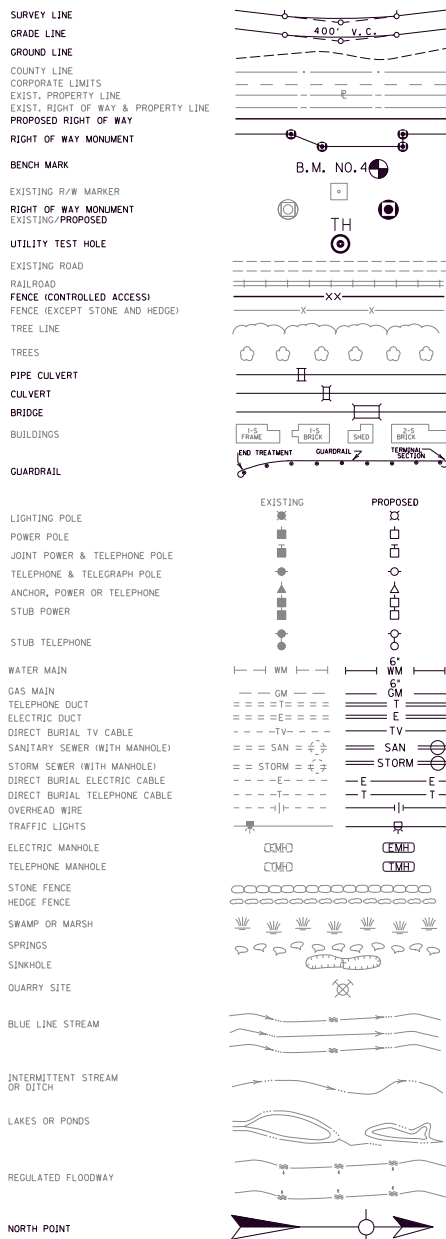 SURVEY LINE
GRADE LINE 400' V.C.
GROUND LINE
COUNTY LINE
CORPORATE LIMITS
EXIST. PROPERTY LINE
EXIST. RIGHT OF WAY & PROPERTY LINE
PROPOSED RIGHT OF WAY
RIGHT OF WAY MONUMENT
BENCH MARK B.M. NO.4
EXISTING R/W MARKER
RIGHT OF WAY MONUMENT
EXISTING/PROPOSED
TH
UTILITY TEST HOLE
EXISTING ROAD
RAILROAD
FENCE (CONTROLLED ACCESS) XX
FENCE (EXCEPT STONE AND HEDGE) X X
TREE LINE
TREES
PIPE CULVERT
CULVERT
BRIDGE
BUILDINGS 1-S FRAME 1-S BRICK SHED 2-S BRICK
GUARDRAIL END TREATMENT GUARDRAIL TERMINAL SECTION
EXISTING PROPOSED
LIGHTING POLE
POWER POLE
JOINT POWER & TELEPHONE POLE
TELEPHONE & TELEGRAPH POLE
ANCHOR, POWER OR TELEPHONE
STUB POWER
STUB TELEPHONE
WATER MAIN WM 6" WM
GAS MAIN GM 6" GM
TELEPHONE DUCT T T
ELECTRIC DUCT E E
DIRECT BURIAL TV CABLE TV TV
SANITARY SEWER (WITH MANHOLE) SAN SAN
STORM SEWER (WITH MANHOLE) STORM STORM
DIRECT BURIAL ELECTRIC CABLE E E E
DIRECT BURIAL TELEPHONE CABLE T T T
OVERHEAD WIRE
TRAFFIC LIGHTS
ELECTRIC MANHOLE EMH EMH
TELEPHONE MANHOLE TMH TMH
STONE FENCE
HEDGE FENCE
SWAMP OR MARSH
SPRINGS
SINKHOLE
QUARRY SITE
BLUE LINE STREAM
INTERMITTENT STREAM
OR DITCH
LAKES OR PONDS
REGULATED FLOODWAY
NORTH POINT